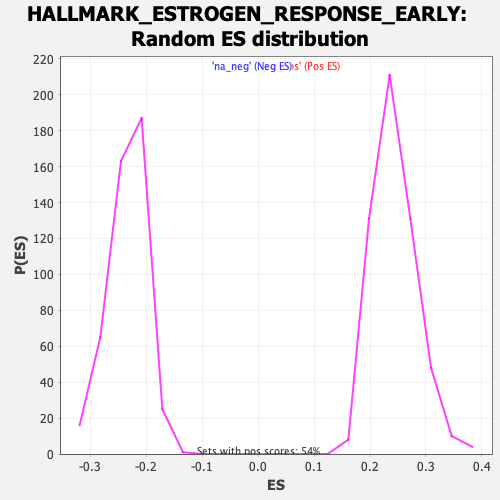 HALLMARK_ESTROGEN_RESPONSE_EARLY:
Random ES distribution
'na_neg' (Neg ES) (Pos ES)
220
200
180
160
140
120
100
80
60
40
20
0
P(ES)
Sets with pos scores: 54%
-0.3 -0.2 -0.1 0.0 0.1 0.2 0.3 0.4
ES